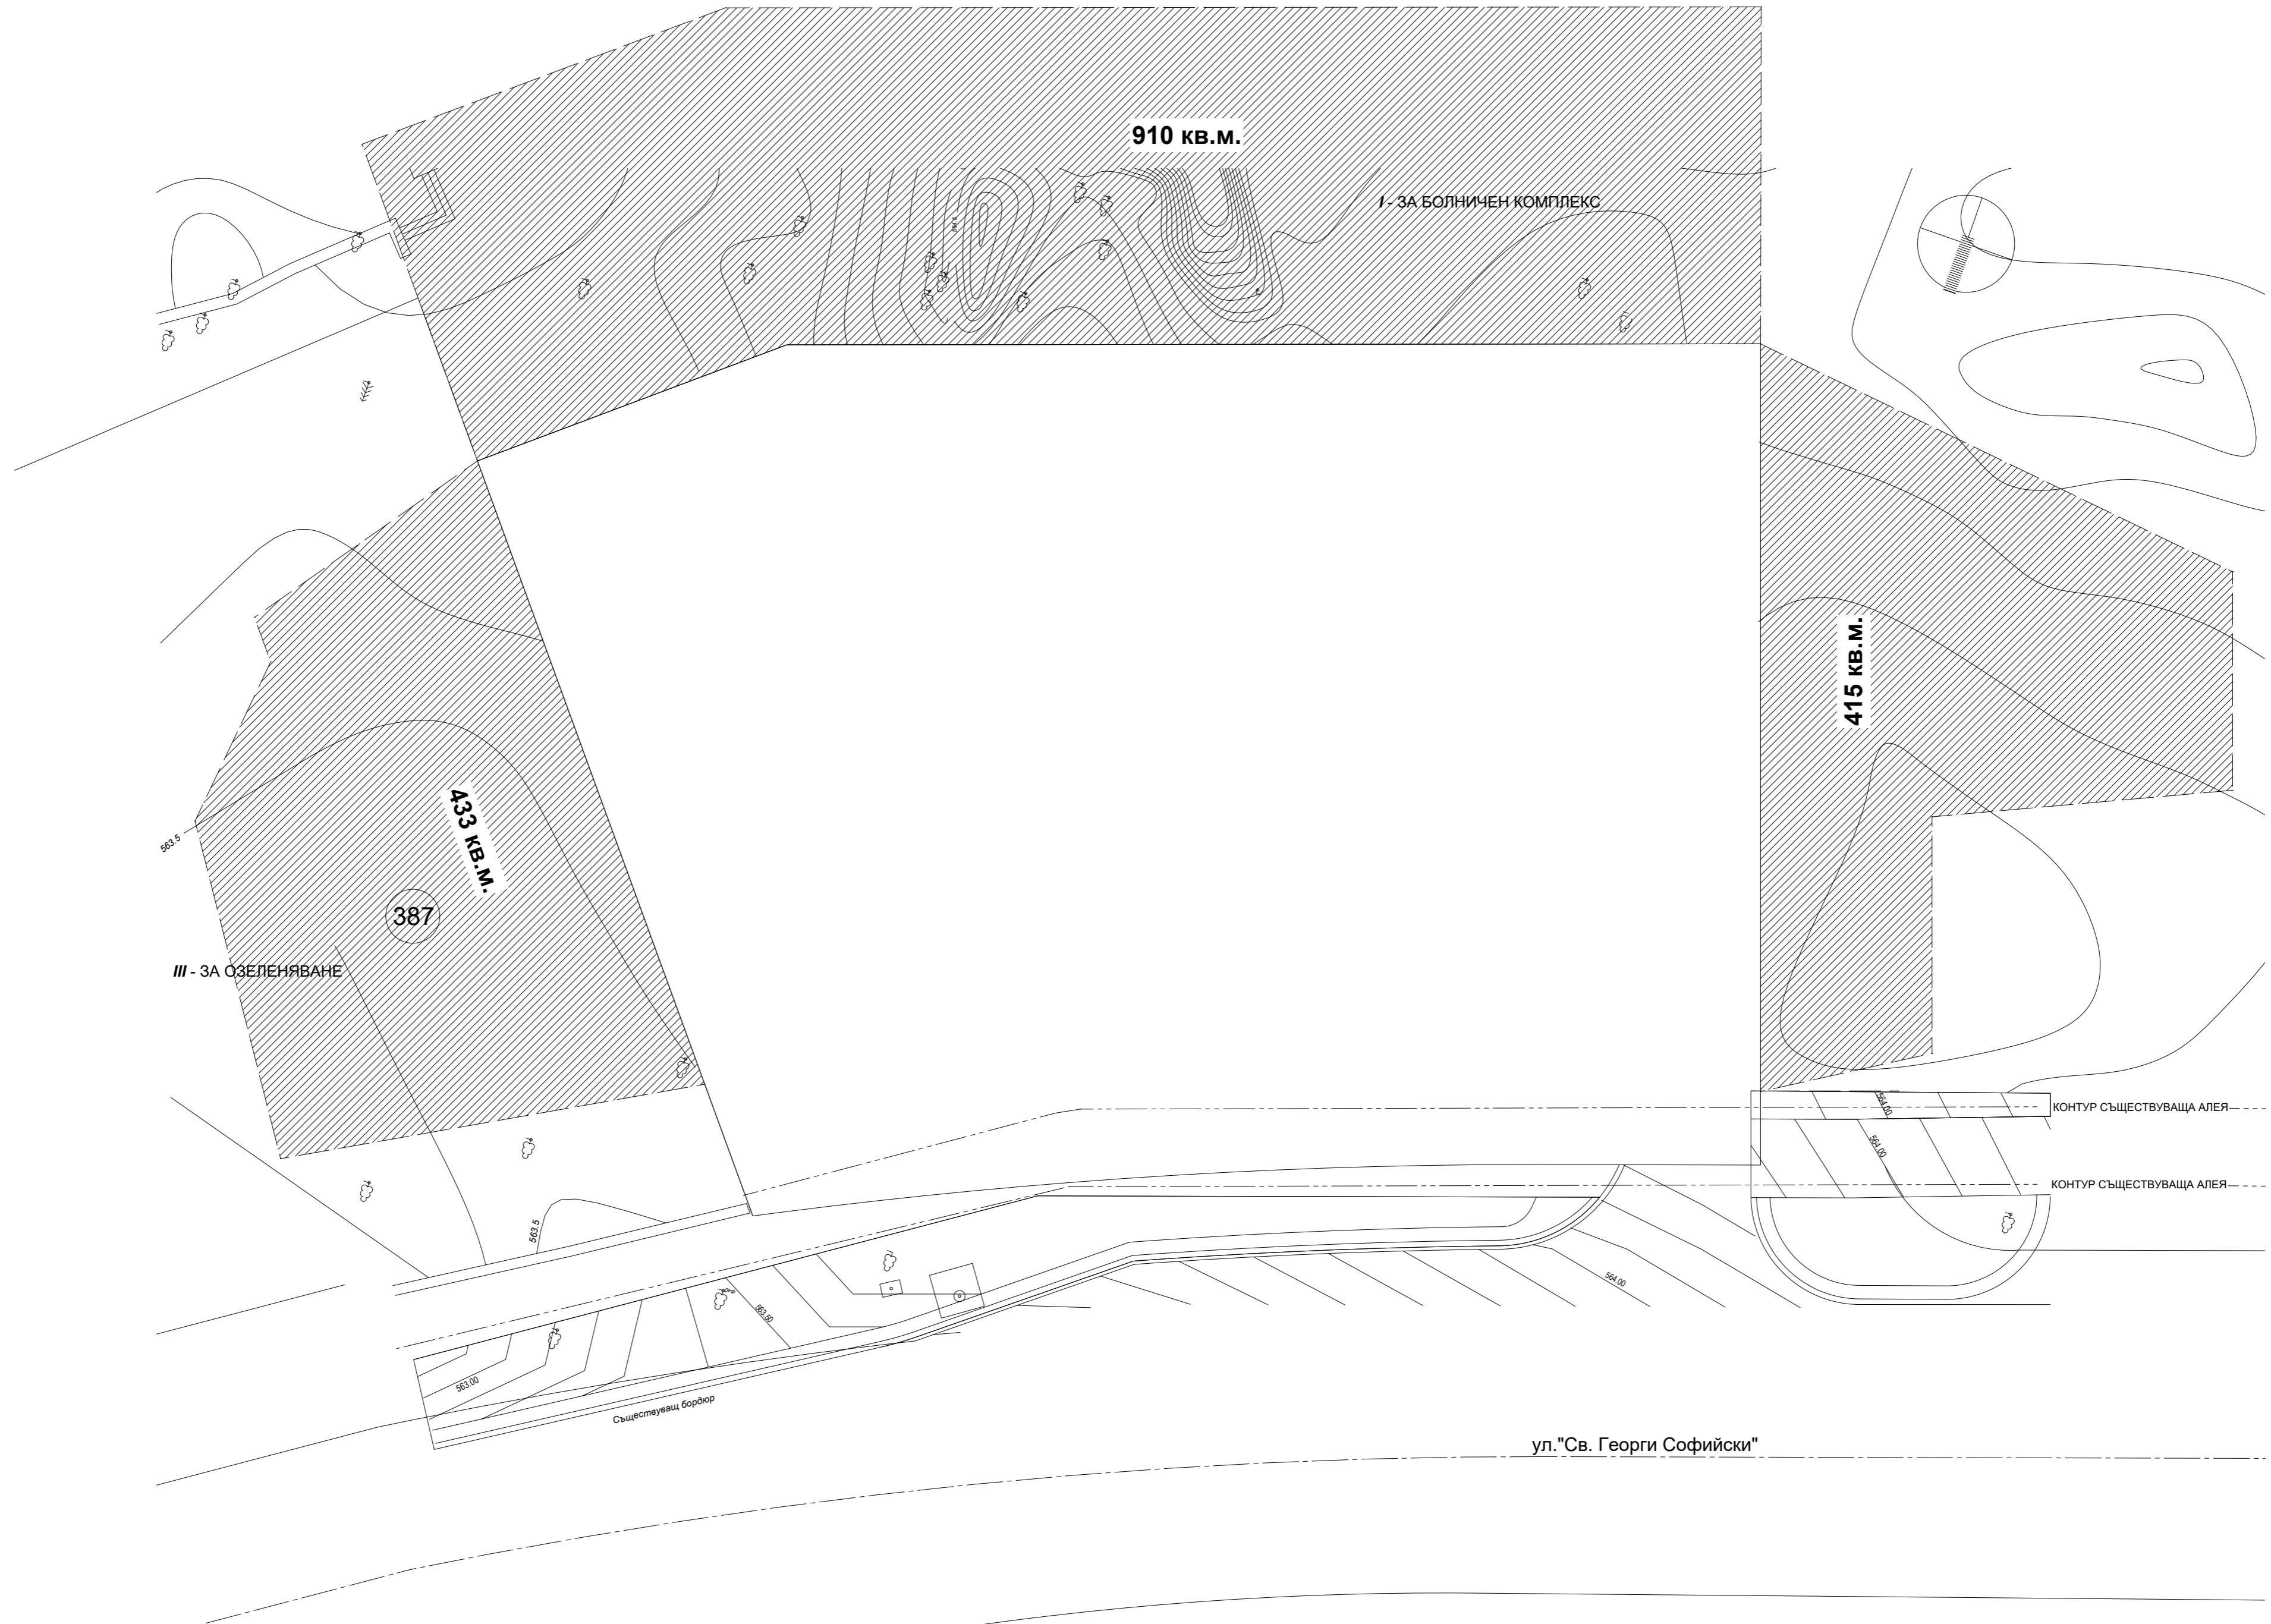 910 кв.м.
I - ЗА БОЛНИЧЕН КОМПЛЕКС
564.5
415 кв.м.
563.5
433 кв.м.
387
III - ЗА ОЗЕЛЕНЯВАНЕ
564.00
КОНТУР СЪЩЕСТВУВАЩА АЛЕЯ
564.00
КОНТУР СЪЩЕСТВУВАЩА АЛЕЯ
563.5
564.00
563.50
563.00
Съществуващ бордюр
ул."Св. Георги Софийски"